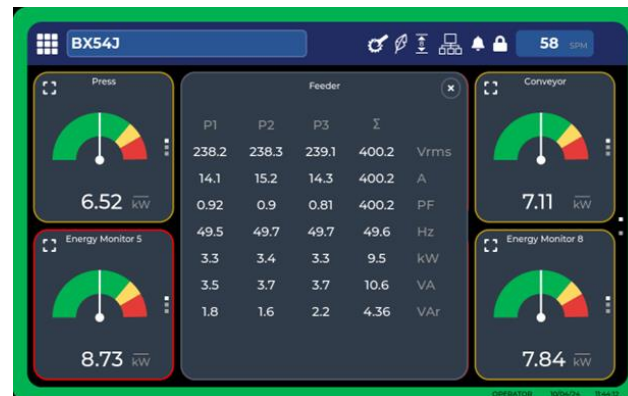 BX54J
58 SPM
Press
6.52 kW
Energy Monitor 5
8.73 kW
Feeder
P1 P2 P3 Σ
238.2 238.3 239.1 400.2 Vrms
14.1 15.2 14.3 400.2 A
0.92 0.9 0.81 400.2 PF
49.5 49.7 49.7 49.6 Hz
3.3 3.4 3.3 9.5 kW
3.5 3.7 3.7 10.6 VA
1.8 1.6 2.2 4.36 VAr
Conveyor
7.11 kW
Energy Monitor 8
7.84 kW
OPERATOR 19/04/24